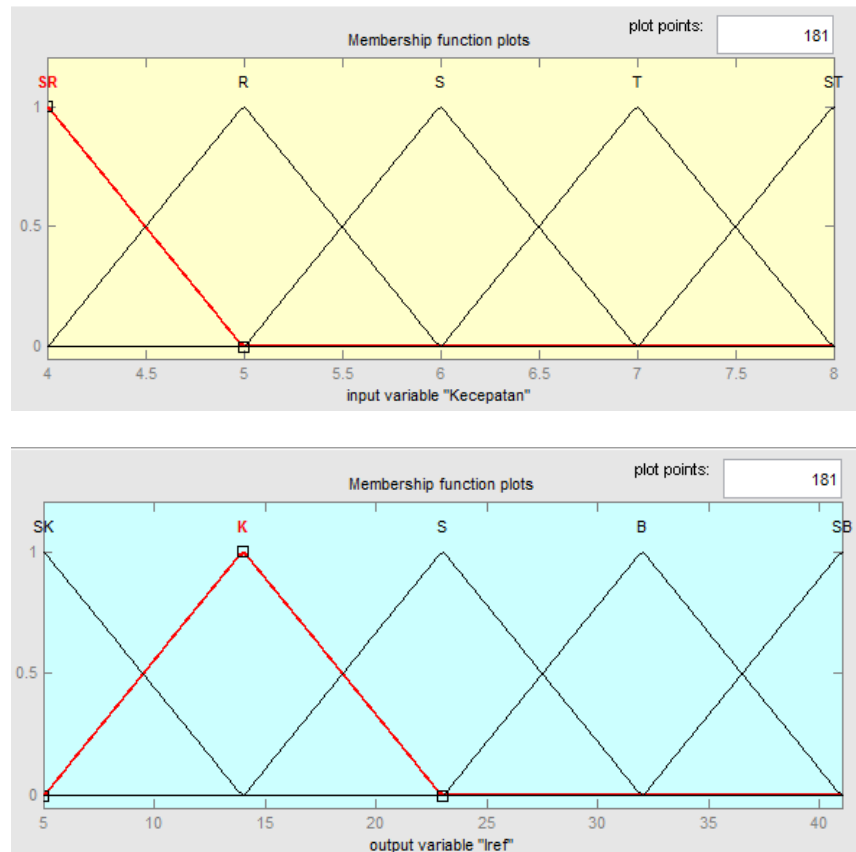 plot points: 181
Membership function plots
SR R S T ST
1
0.5
0
4 4.5 5 5.5 6 6.5 7 7.5 8
input variable "Kecepatan"
plot points: 181
Membership function plots
SK K S B SB
1
0.5
0
5 10 15 20 25 30 35 40
output variable "Iref"